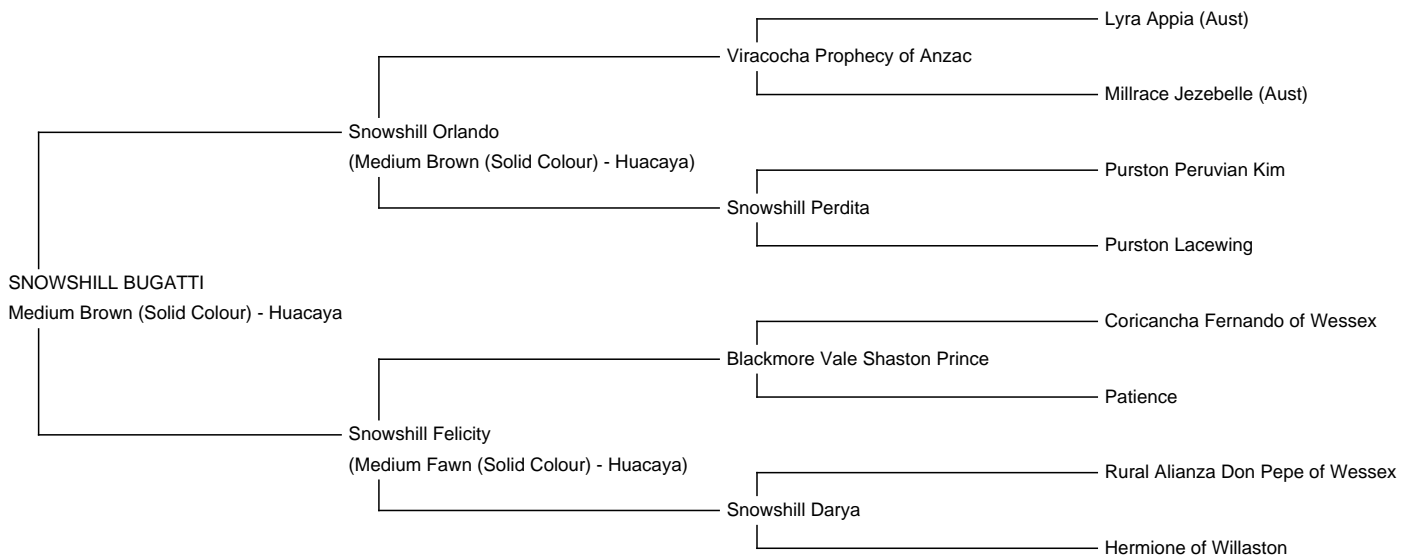 Lyra Appia (Aust)
Viracocha Prophecy of Anzac
Millrace Jezebelle (Aust)
Snowshill Orlando
(Medium Brown (Solid Colour) - Huacaya)
Purston Peruvian Kim
Snowshill Perdita
Purston Lacewing
SNOWSHILL BUGATTI
Medium Brown (Solid Colour) - Huacaya
Coricancha Fernando of Wessex
Blackmore Vale Shaston Prince
Patience
Snowshill Felicity
(Medium Fawn (Solid Colour) - Huacaya)
Rural Alianza Don Pepe of Wessex
Snowshill Darya
Hermione of Willaston